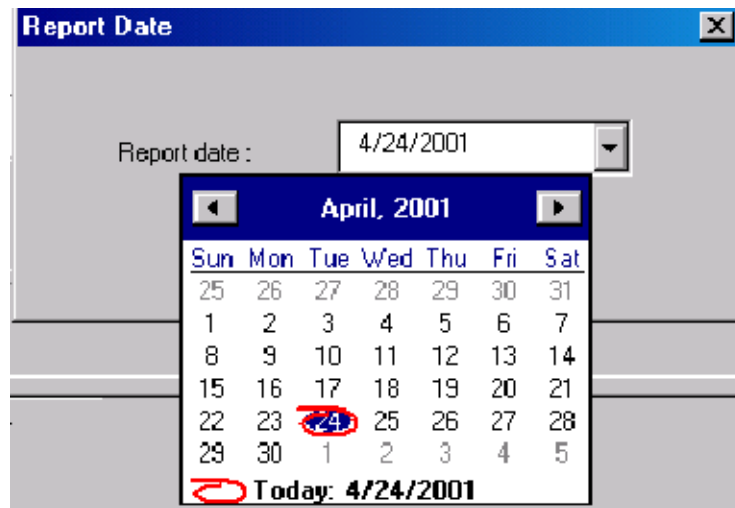 Report Date
Report date : 4/24/2001
April, 2001
Sun Mon Tue Wed Thu Fri Sat
25 26 27 28 29 30 31
1 2 3 4 5 6 7
8 9 10 11 12 13 14
15 16 17 18 19 20 21
22 23 24 25 26 27 28
29 30 1 2 3 4 5
Today: 4/24/2001